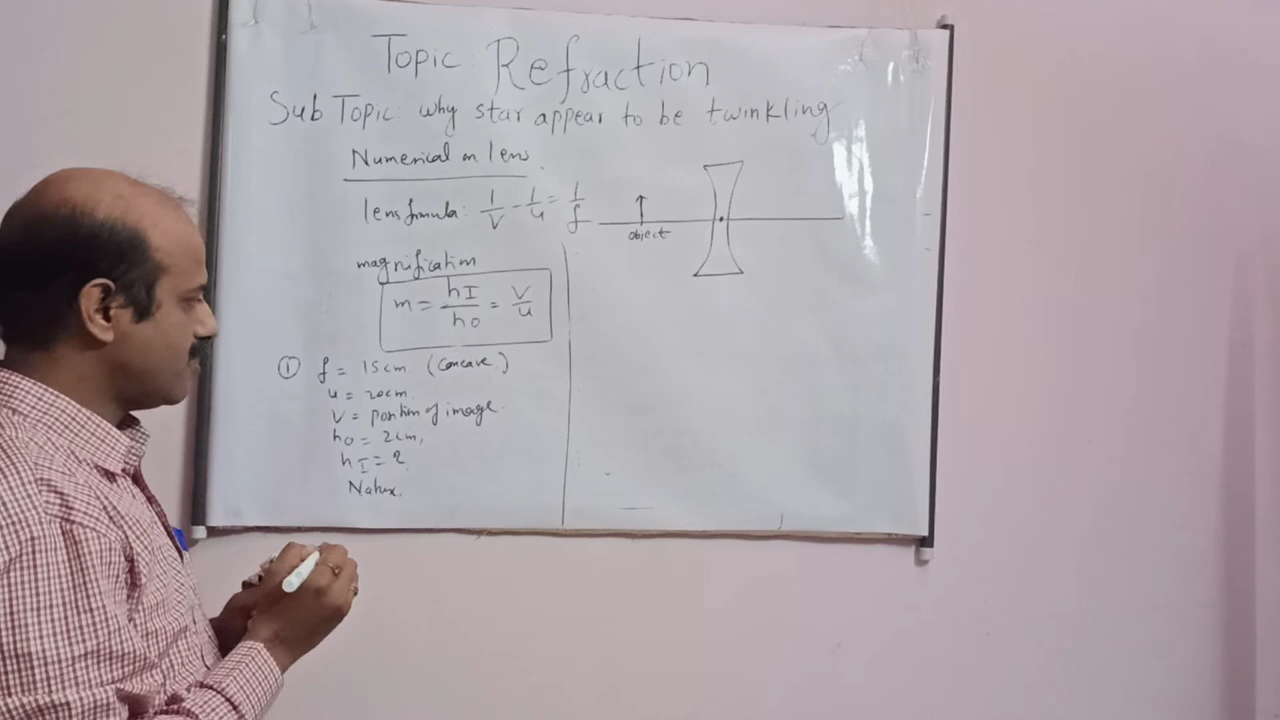 Topic: Refraction
Sub Topic: why star appear to be twinkling
Numerical on lens
lens formula: 1/V - 1/u = 1/f
magnification
m = hI/ho = V/u
① f = 15cm (Concave)
u = 20cm.
V = position of image.
ho = 2cm,
hI = ?
Nature.
object